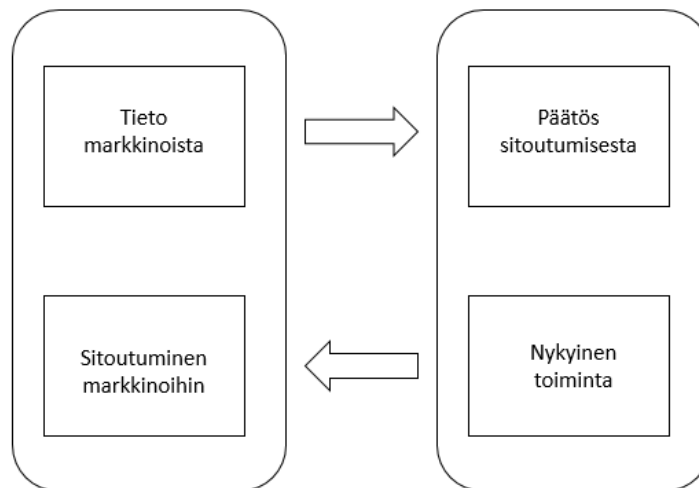 Tieto
markkinoista
Päätös
sitoutumisesta
Sitoutuminen
markkinoihin
Nykyinen
toiminta